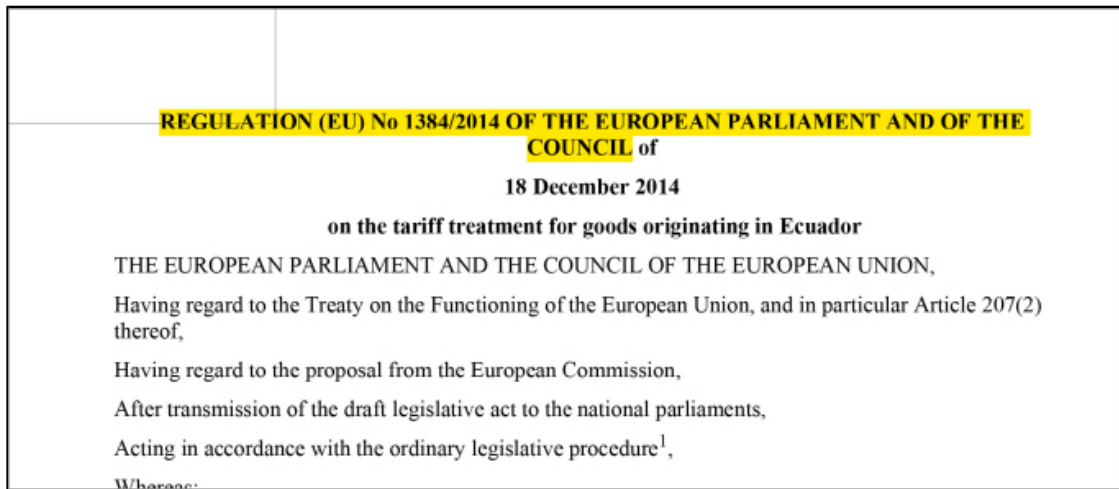 REGULATION (EU) No 1384/2014 OF THE EUROPEAN PARLIAMENT AND OF THE
COUNCIL of
18 December 2014
on the tariff treatment for goods originating in Ecuador
THE EUROPEAN PARLIAMENT AND THE COUNCIL OF THE EUROPEAN UNION,
Having regard to the Treaty on the Functioning of the European Union, and in particular Article 207(2)
thereof,
Having regard to the proposal from the European Commission,
After transmission of the draft legislative act to the national parliaments,
Acting in accordance with the ordinary legislative procedure1,
Whereas: